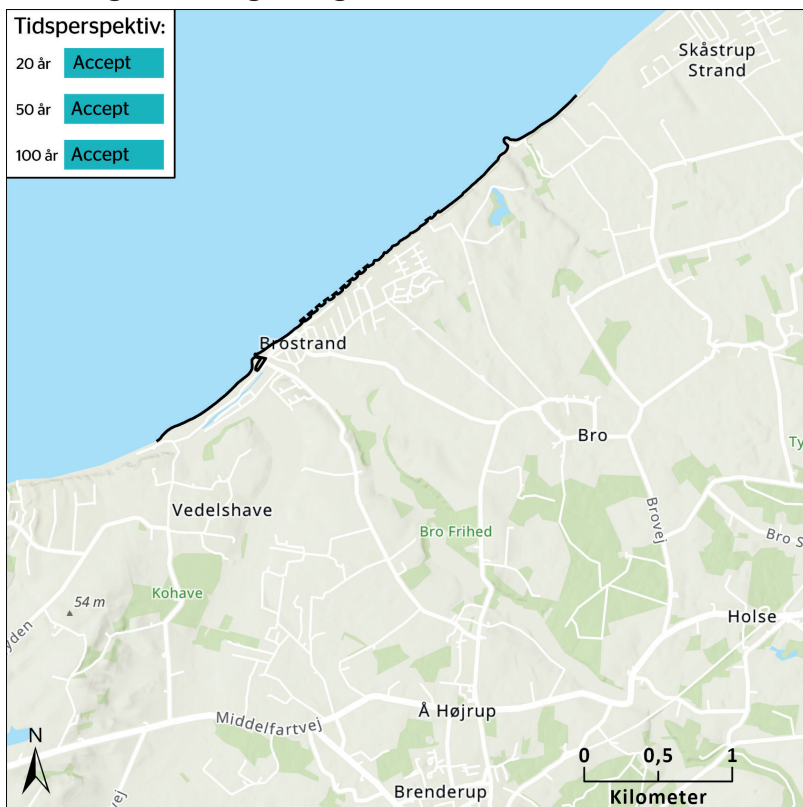 Tidsperspektiv:
20 år Accept
50 år Accept
100 år Accept
Skåstrup
Strand
Brostrand
Bro
Vedelshave
Bro Frihed
Brovej
Kohave
54 m
Holse
Middelfartvej
Å Højrup
Brenderup
N
0 0,5 1
Kilometer